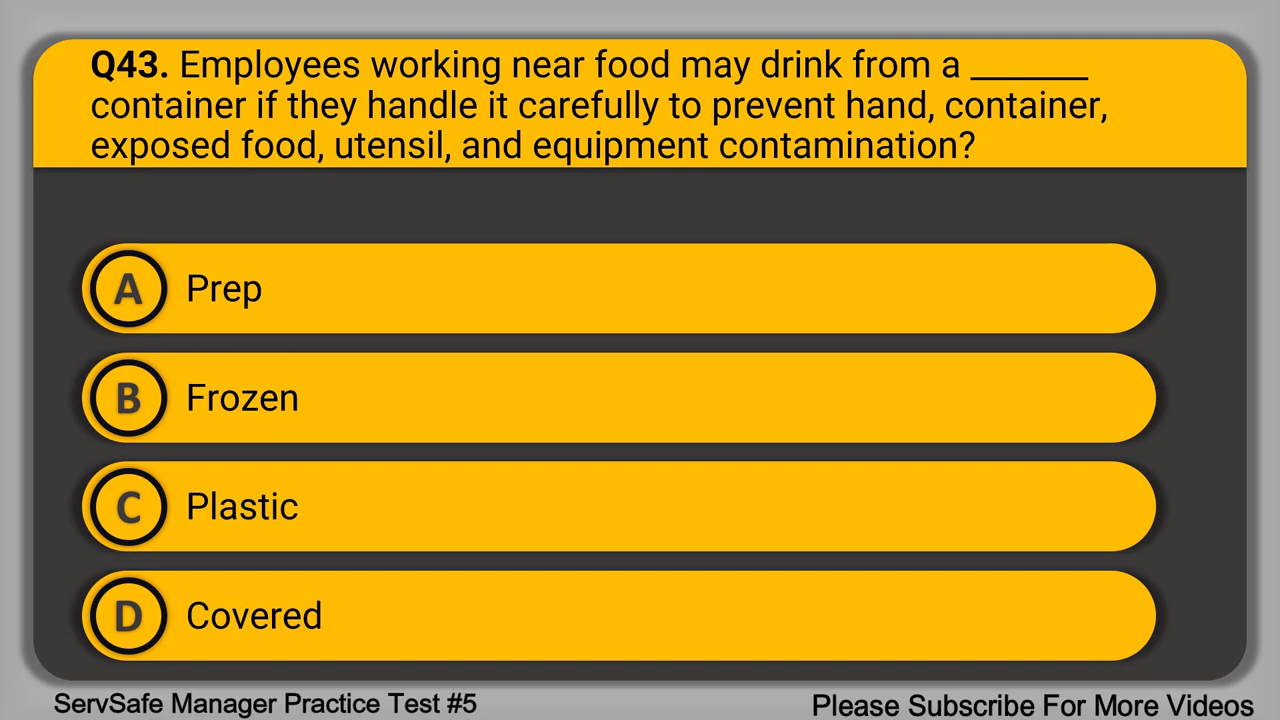 Q43. Employees working near food may drink from a _______
container if they handle it carefully to prevent hand, container,
exposed food, utensil, and equipment contamination?
A Prep
B Frozen
C Plastic
D Covered
ServSafe Manager Practice Test #5
Please Subscribe For More Videos